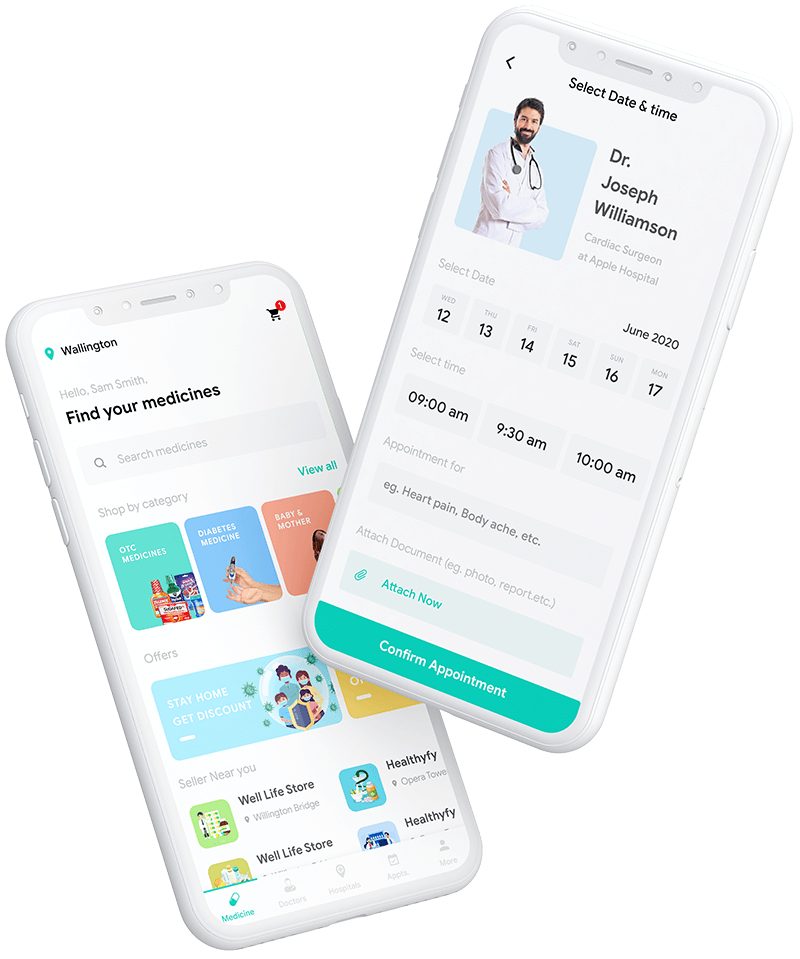 Select Date & time
Dr.
Joseph
Williamson
Cardiac Surgeon
at Apple Hospital
Select Date
June 2020
WED
12
THU
13
FRI
14
SAT
15
SUN
16
MON
17
Select time
09:00 am
9:30 am
10:00 am
Appointment for
eg. Heart pain, Body ache, etc.
Attach Document (eg. photo, report.etc.)
Attach Now
Confirm Appointment
1
Wallington
Hello, Sam Smith,
Find your medicines
Search medicines
View all
Shop by category
OTC
MEDICINES
DIABETES
MEDICINE
BABY &
MOTHER
Offers
STAY HOME
GET DISCOUNT
Seller Near you
Well Life Store
Willington Bridge
Healthyfy
Opera Towe
Well Life Store
Healthyfy
Medicine
Doctors
Hospitals
Appts.
More